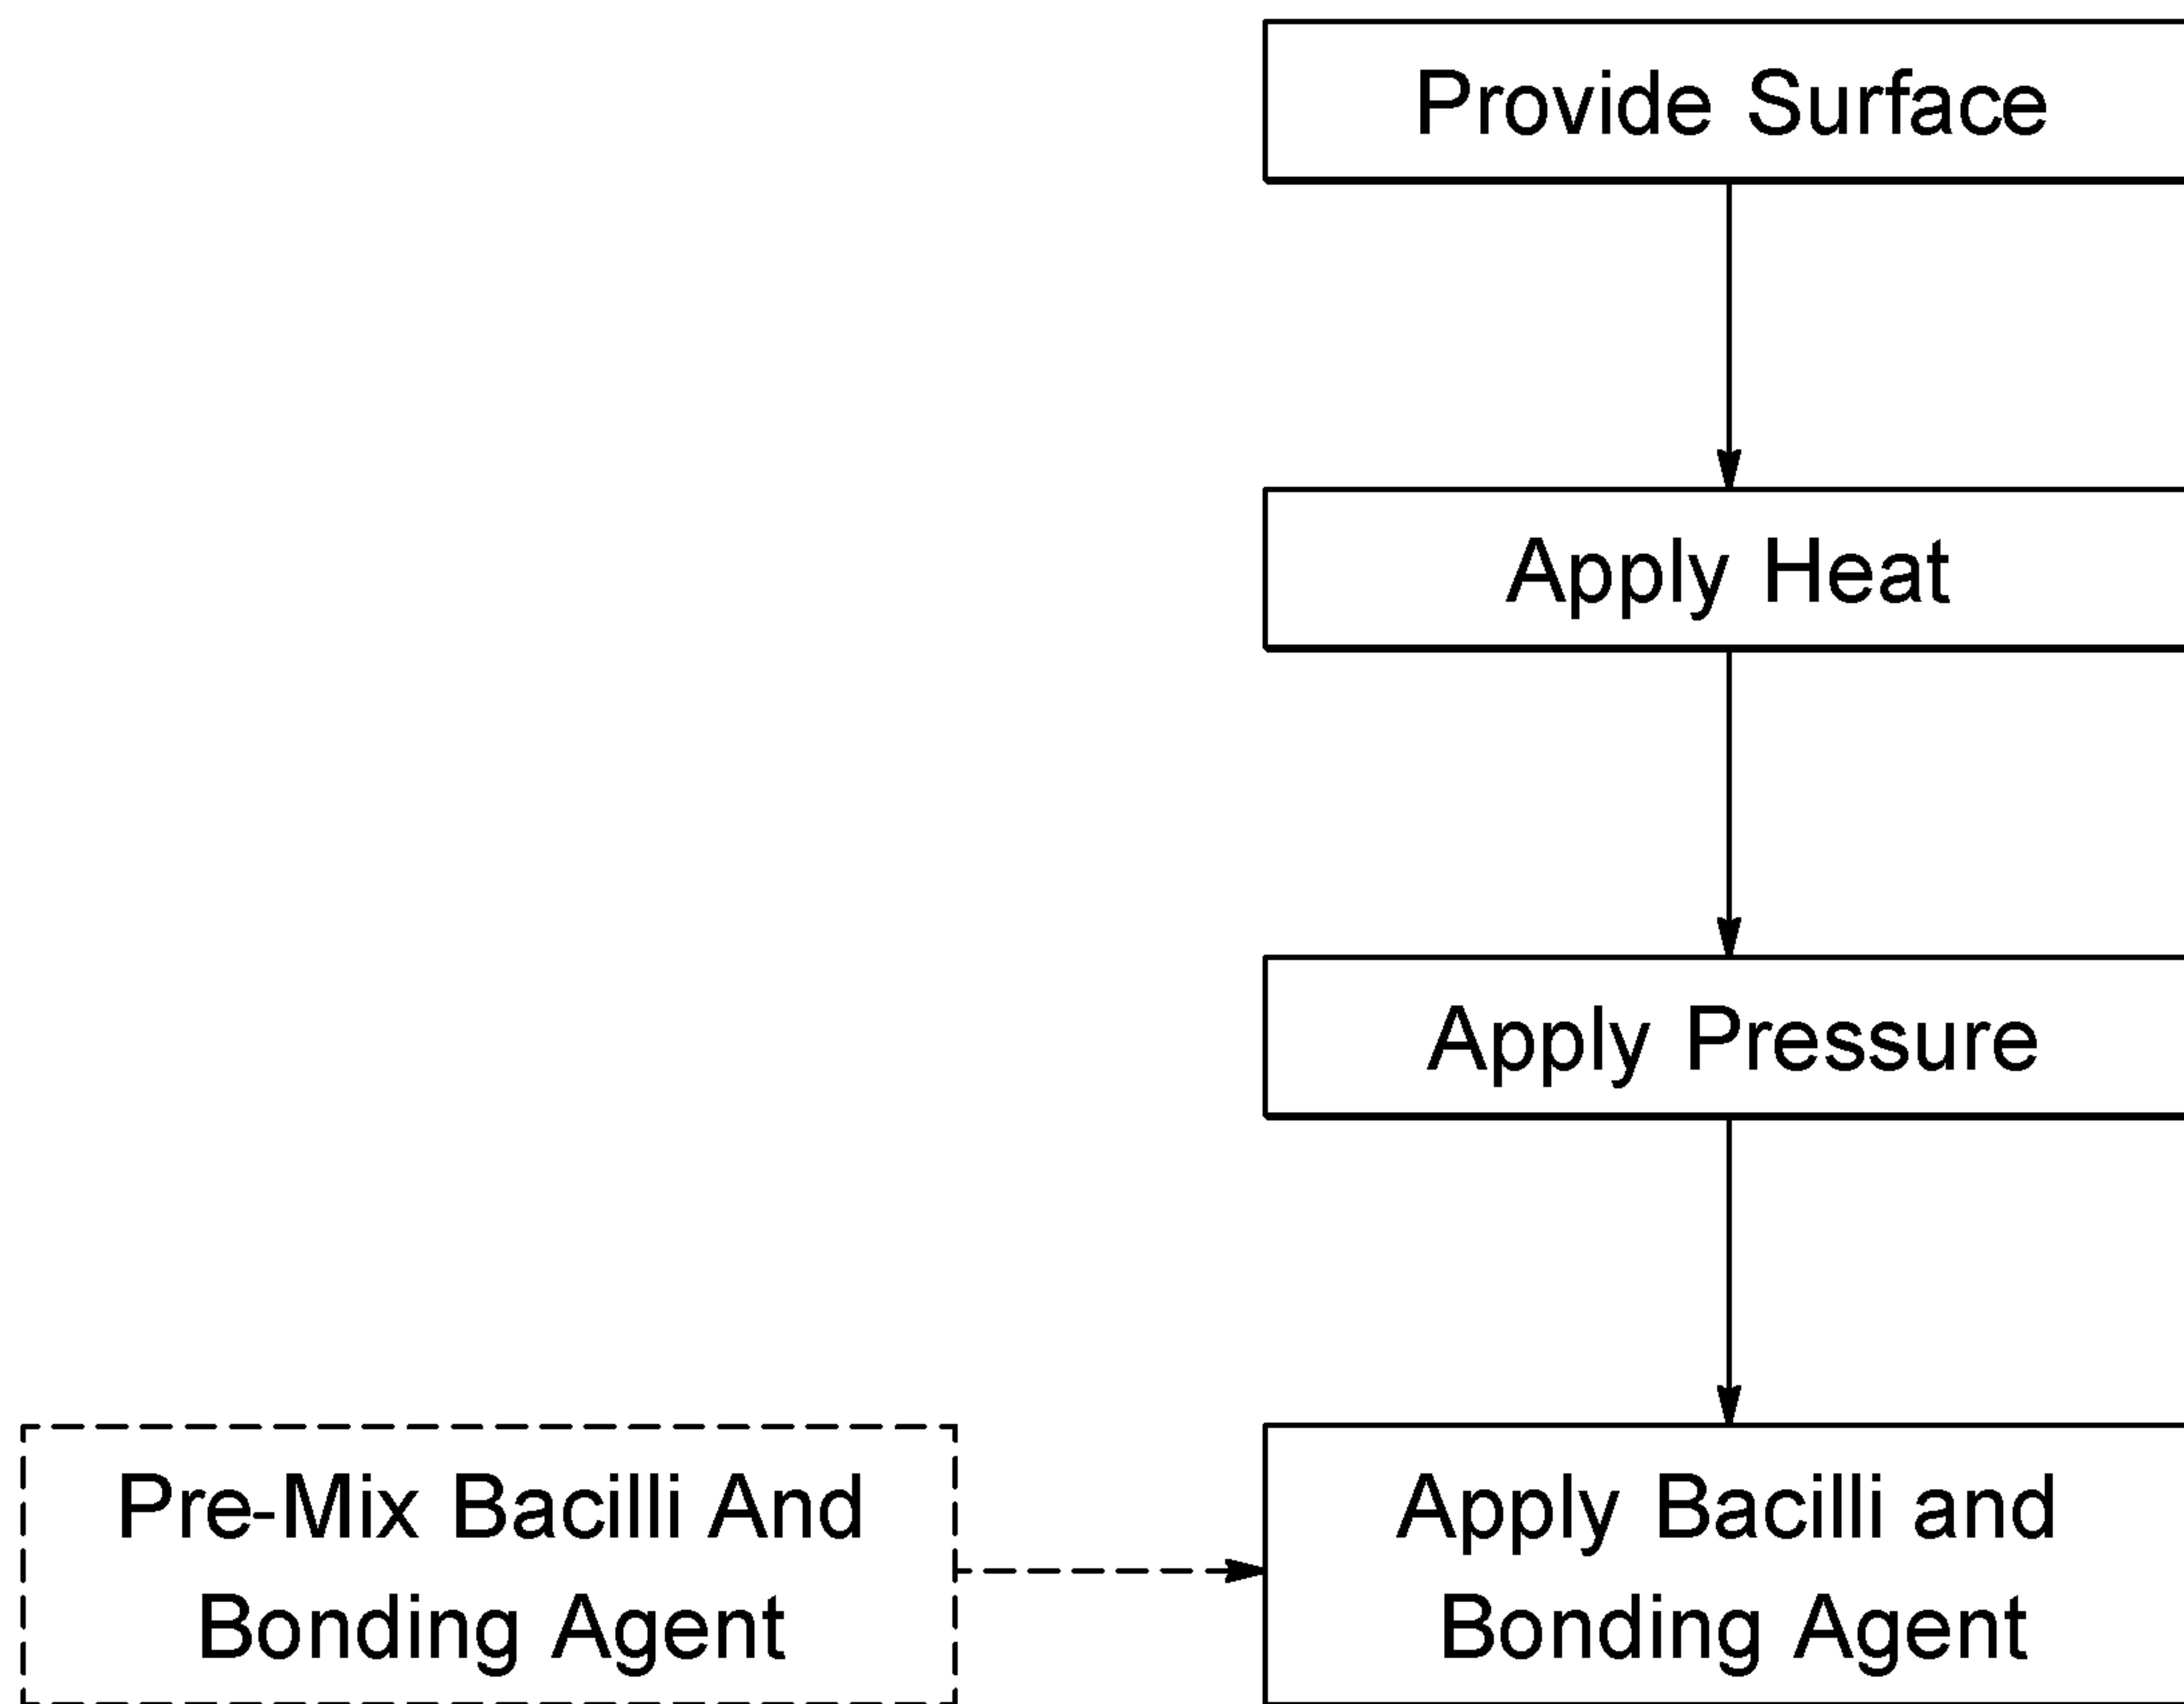 Provide Surface
Apply Heat
Apply Pressure
Pre-Mix Bacilli And
Bonding Agent
Apply Bacilli and
Bonding Agent